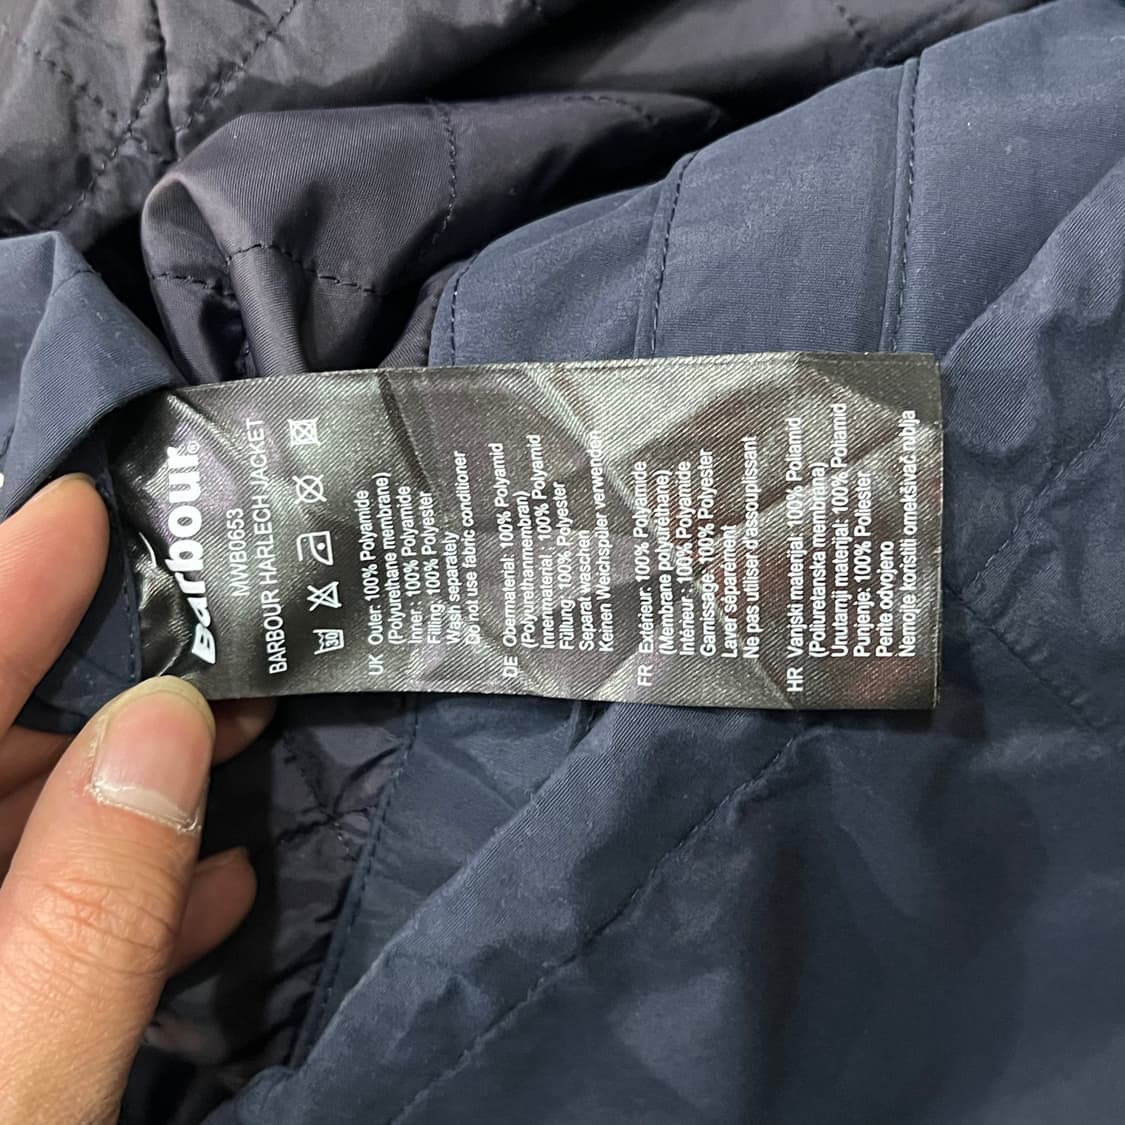 Barbour®
MWB0653
BARBOUR HARLECH JACKET
30
UK Outer: 100% Polyamide
(Polyurethane membrane)
Inner: 100% Polyamide
Filling: 100% Polyester
Wash separately
Do not use fabric conditioner
DE Obermaterial: 100% Polyamid
(Polyurethanmembran)
Innenmaterial: 100% Polyamid
Füllung: 100% Polyester
Separat waschen
Keinen Weichspüler verwenden
FR Extérieur: 100% Polyamide
(Membrane polyuréthane)
Intérieur: 100% Polyamide
Garnissage: 100% Polyester
Laver séparément
Ne pas utiliser d'assouplissant
HR Vanjski materijal: 100% Poliamid
(Poliuretanska membrana)
Unutarnji materijal: 100% Poliamid
Punjenje: 100% Poliester
Perite odvojeno
Nemojte koristiti omekšivač rublja